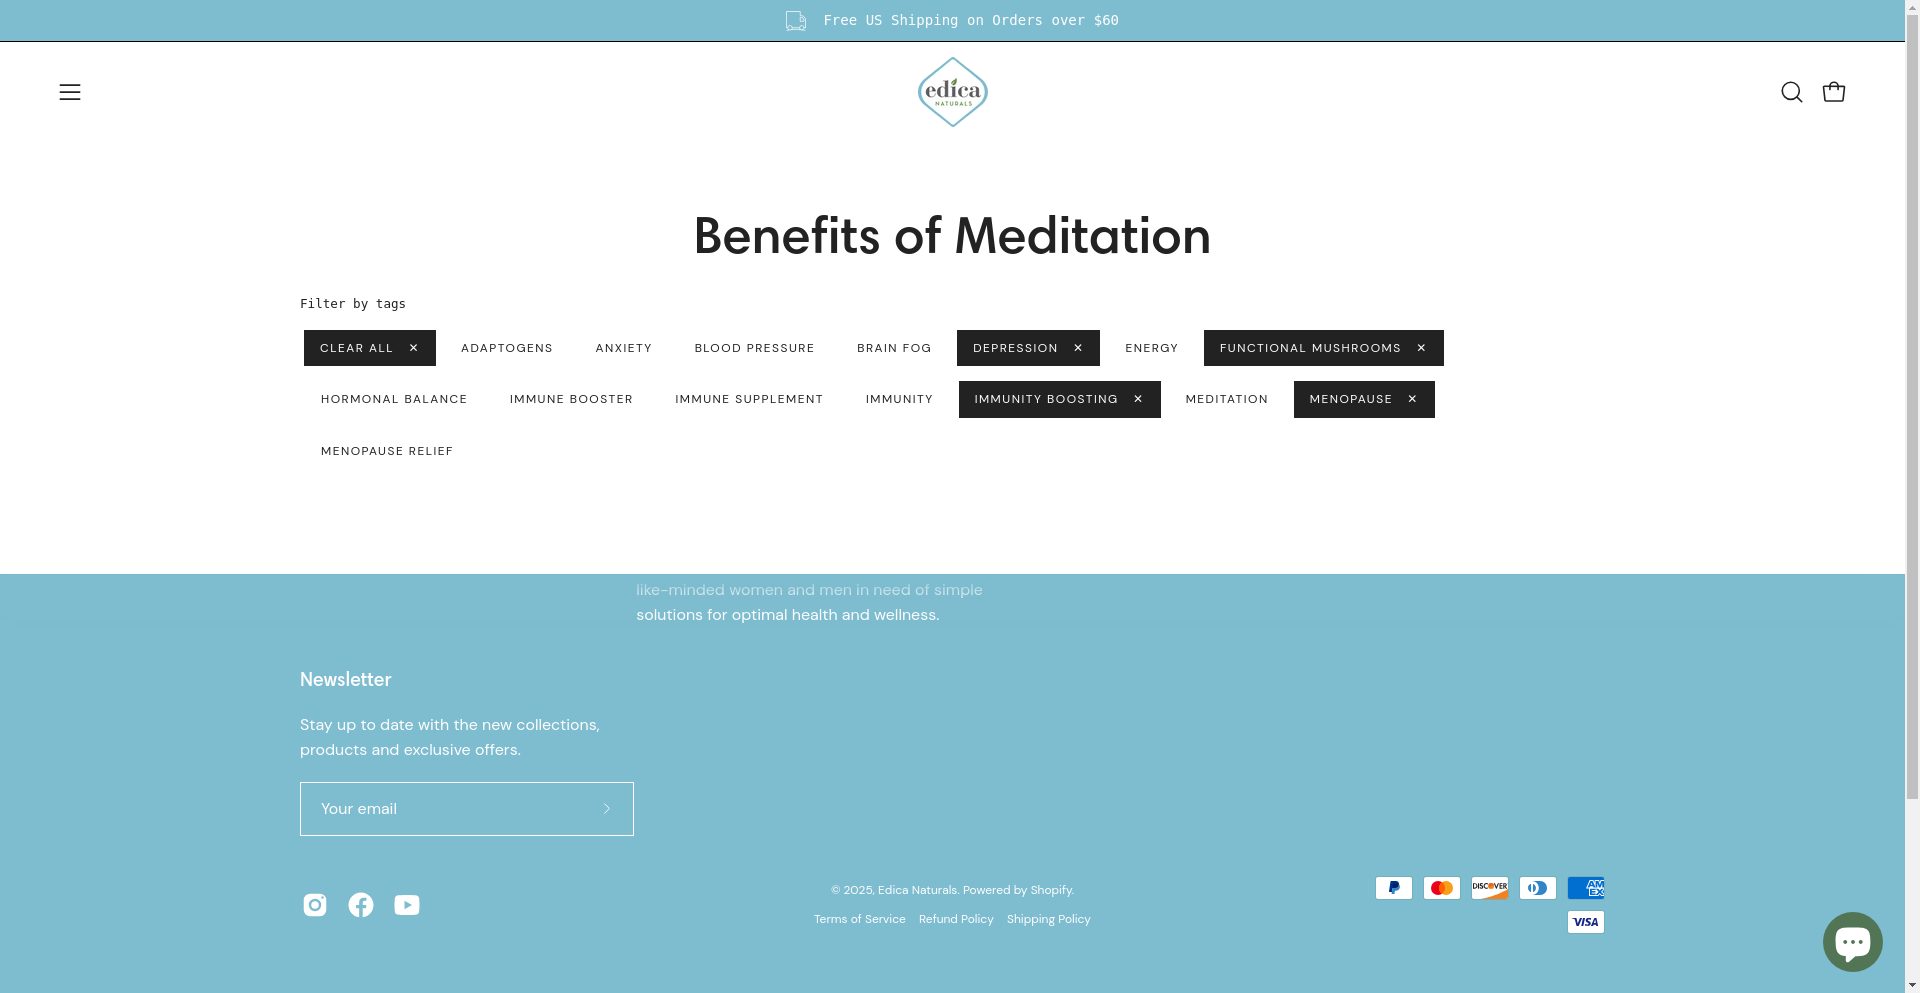 Free US Shipping on Orders over $60
edica
NATURALS
Benefits of Meditation
Filter by tags
CLEAR ALL ✕ ADAPTOGENS ANXIETY BLOOD PRESSURE BRAIN FOG DEPRESSION ✕ ENERGY FUNCTIONAL MUSHROOMS ✕
HORMONAL BALANCE IMMUNE BOOSTER IMMUNE SUPPLEMENT IMMUNITY IMMUNITY BOOSTING ✕ MEDITATION MENOPAUSE ✕
MENOPAUSE RELIEF
like-minded women and men in need of simple
solutions for optimal health and wellness.
Newsletter
Stay up to date with the new collections,
products and exclusive offers.
Your email
© 2025, Edica Naturals. Powered by Shopify.
Terms of Service Refund Policy Shipping Policy
DISCOVER
AM
EX
VISA